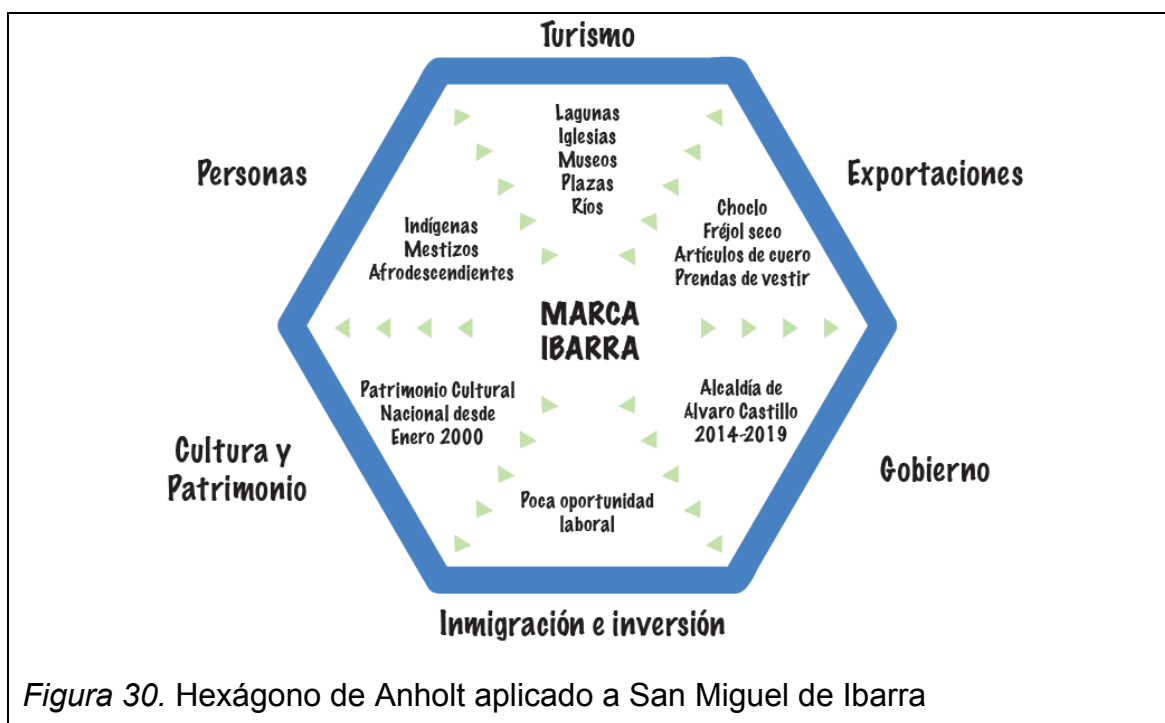 Turismo
Lagunas
Iglesias
Museos
Plazas
Ríos
Personas
Exportaciones
Indígenas
Mestizos
Afrodescendientes
Choclo
Fréjol seco
Artículos de cuero
Prendas de vestir
MARCA
IBARRA
Patrimonio Cultural
Nacional desde
Enero 2000
Alcaldía de
Álvaro Castillo
2014-2019
Cultura y
Patrimonio
Gobierno
Poca oportunidad
laboral
Inmigración e inversión
Figura 30. Hexágono de Anholt aplicado a San Miguel de Ibarra